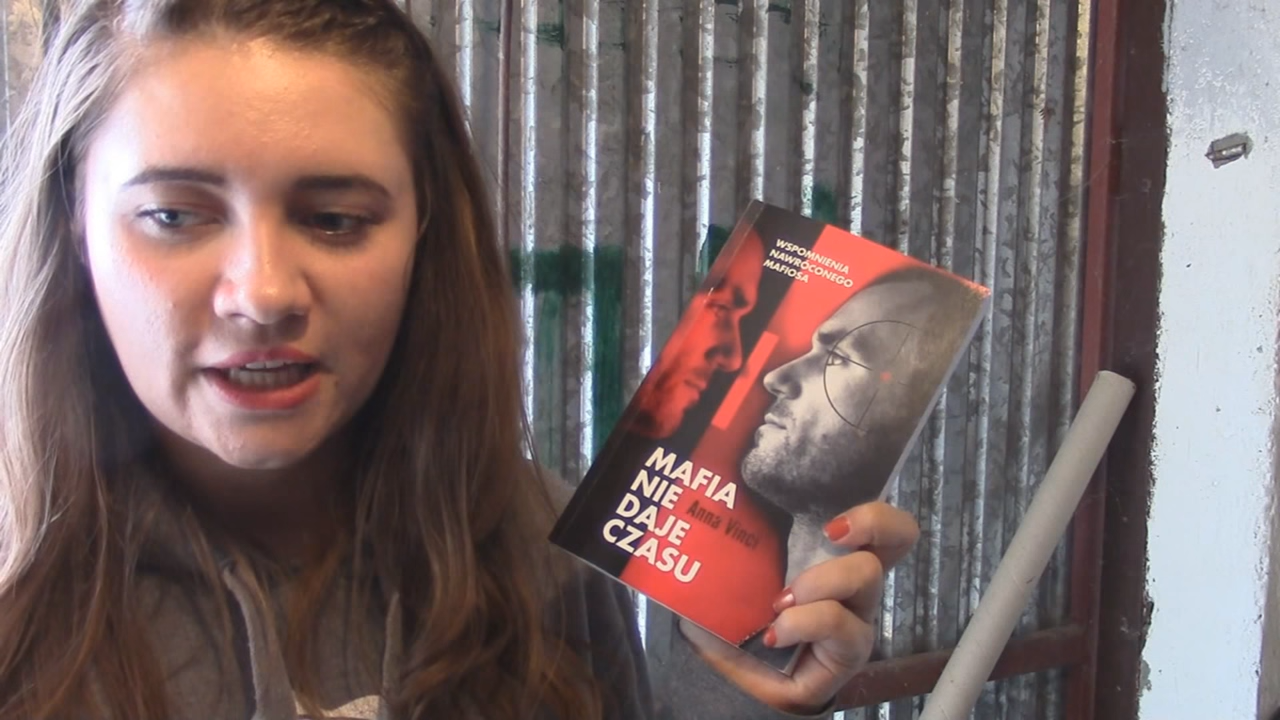 WSPOMNIENIA
NAWRÓCONEGO
MAFIOSA
MAFIA
NIE
DAJE
CZASU
Anna Vinci